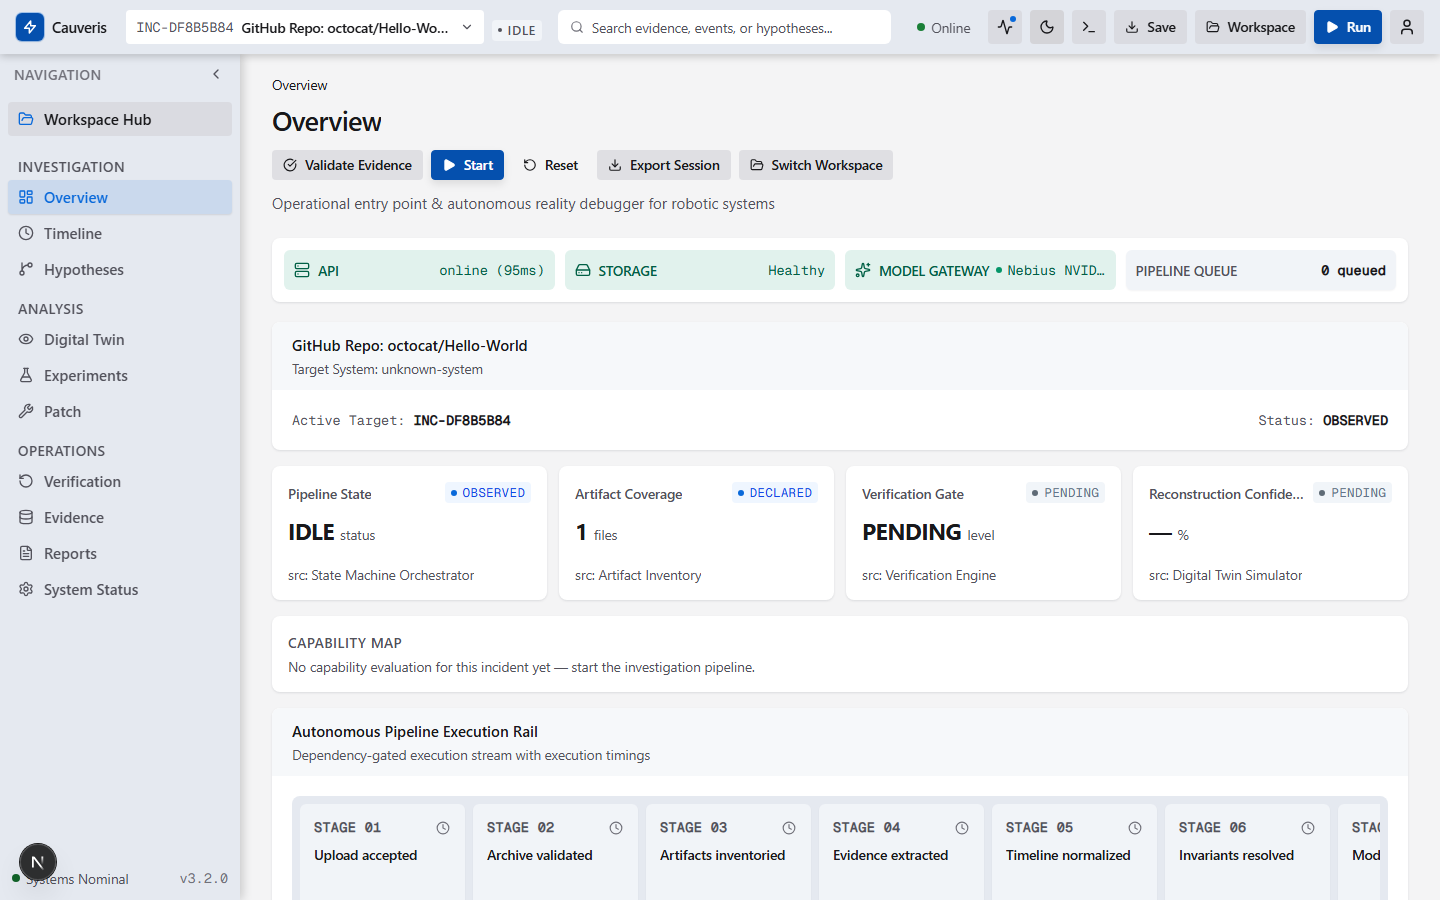 Cauveris
INC-DF8B5B84 GitHub Repo: octocat/Hello-Wo...
IDLE
Search evidence, events, or hypotheses...
Online
Save
Workspace
Run
NAVIGATION
Workspace Hub
INVESTIGATION
Overview
Timeline
Hypotheses
ANALYSIS
Digital Twin
Experiments
Patch
OPERATIONS
Verification
Evidence
Reports
System Status
N
Systems Nominal
v3.2.0
Overview
Overview
Validate Evidence
Start
Reset
Export Session
Switch Workspace
Operational entry point & autonomous reality debugger for robotic systems
API online (95ms)
STORAGE Healthy
MODEL GATEWAY Nebius NVID...
PIPELINE QUEUE 0 queued
GitHub Repo: octocat/Hello-World
Target System: unknown-system
Active Target: INC-DF8B5B84
Status: OBSERVED
Pipeline State OBSERVED
IDLE status
src: State Machine Orchestrator
Artifact Coverage DECLARED
1 files
src: Artifact Inventory
Verification Gate PENDING
PENDING level
src: Verification Engine
Reconstruction Confide... PENDING
— %
src: Digital Twin Simulator
CAPABILITY MAP
No capability evaluation for this incident yet — start the investigation pipeline.
Autonomous Pipeline Execution Rail
Dependency-gated execution stream with execution timings
STAGE 01
Upload accepted
STAGE 02
Archive validated
STAGE 03
Artifacts inventoried
STAGE 04
Evidence extracted
STAGE 05
Timeline normalized
STAGE 06
Invariants resolved